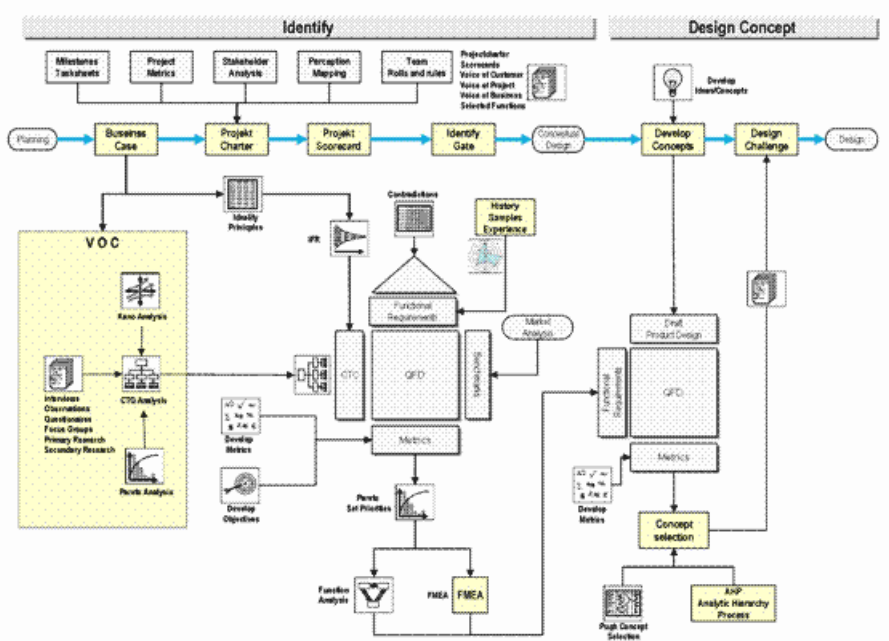 Identify
Design Concept
Milestones
Tasksheets
Project
Metrics
Stakeholder
Analysis
Perception
Mapping
Team
Rolls and rules
Projectcharter
Scorecards
Voice of Customer
Voice of Project
Voice of Business
Selected Functions
Develop
Ideen/Concepts
Planning
Busines
Case
Projekt
Charter
Projekt
Scorecard
Identify
Gate
Conceptual
Design
Develop
Concepts
Design
Challenge
Design
VOC
Ideality
Principles
IFR
Contradictions
History
Samples
Experience
Kano Analysis
Functional
Requirements
Market
Analysis
Draft
Product Design
CTC
QFD
Benchmarks
Functional
Requirements
QFD
CTQ Analysis
Interviews
Observations
Questionaires
Focus Groups
Primary Research
Secondary Research
Develop
Metrics
Metrics
Metrics
Pareto Analysis
Develop
Objectives
Pareto
Set Priorities
Develop
Metrics
Concept
selection
Function
Analysis
FMEA
FMEA
Pugh Concept
Selection
AHP
Analytic Hierarchy
Process